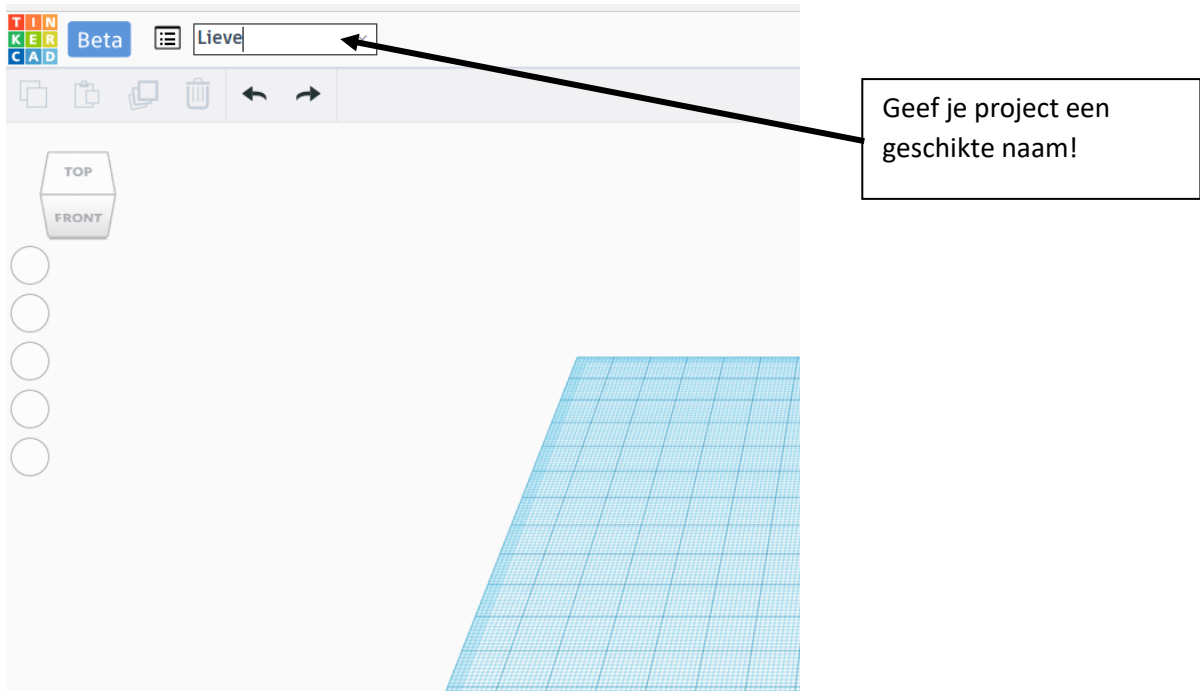 TIN
KER
CAD
Beta
Lieve
Geef je project een
geschikte naam!
TOP
FRONT